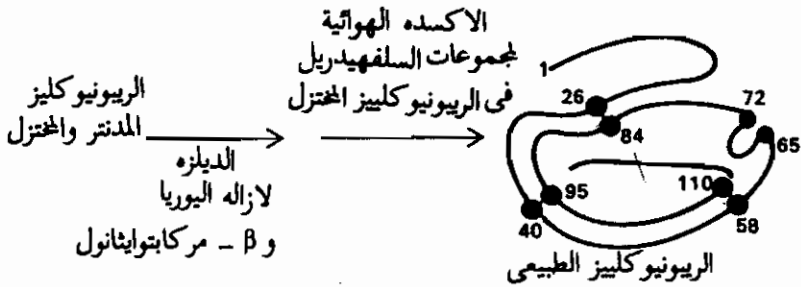 الريبونيوكليز
المدنتر والمختزل
الديلزه
لازاله اليوريا
و β – مركابتوايثانول
الاكسده الهوائية
لمجموعات السلفهيدريل
فى الريبونيوكلييز المختزل
1
26
84
72
65
95
110
40
58
الريبونيوكلييز الطبيعى